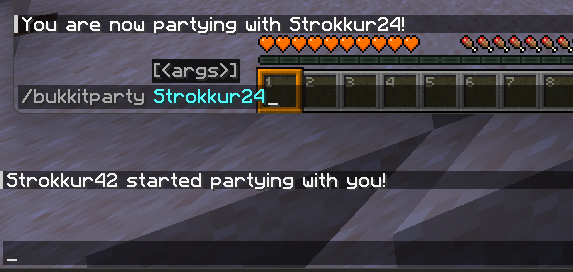 You are now partying with Strokkur24!
[<args>]
1 2 3 4 5 6 7 8
/bukkitparty Strokkur24_
Strokkur42 started partying with you!
_